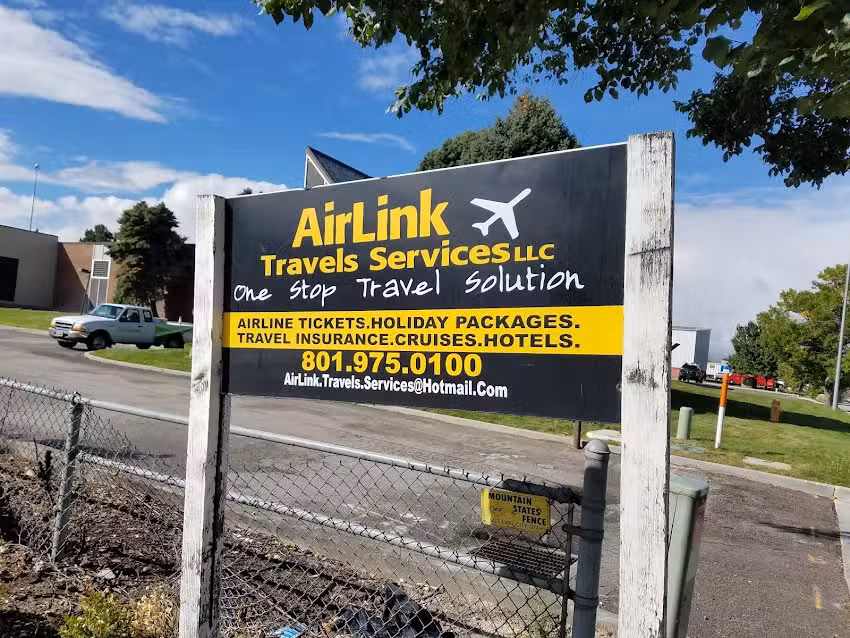 AirLink
Travels Services LLC
One Stop Travel Solution
AIRLINE TICKETS.HOLIDAY PACKAGES.
TRAVEL INSURANCE.CRUISES.HOTELS.
801.975.0100
AirLink.Travels.Services@Hotmail.Com
MOUNTAIN
STATES
FENCE